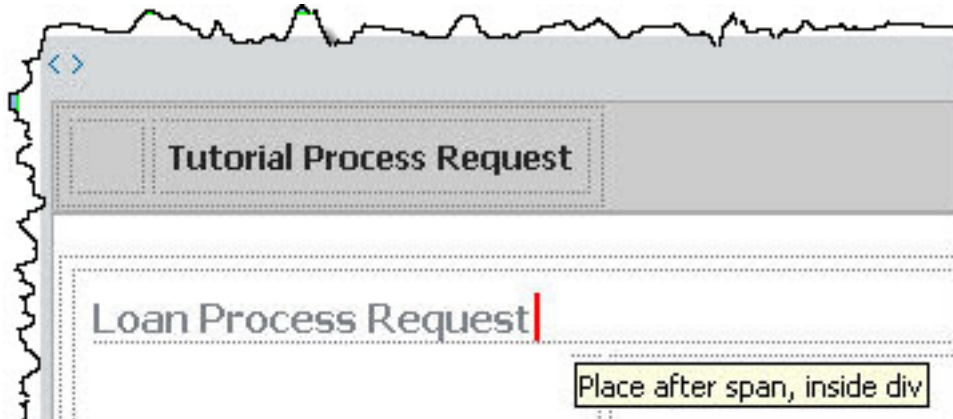 < >
Tutorial Process Request
Loan Process Request
Place after span, inside div